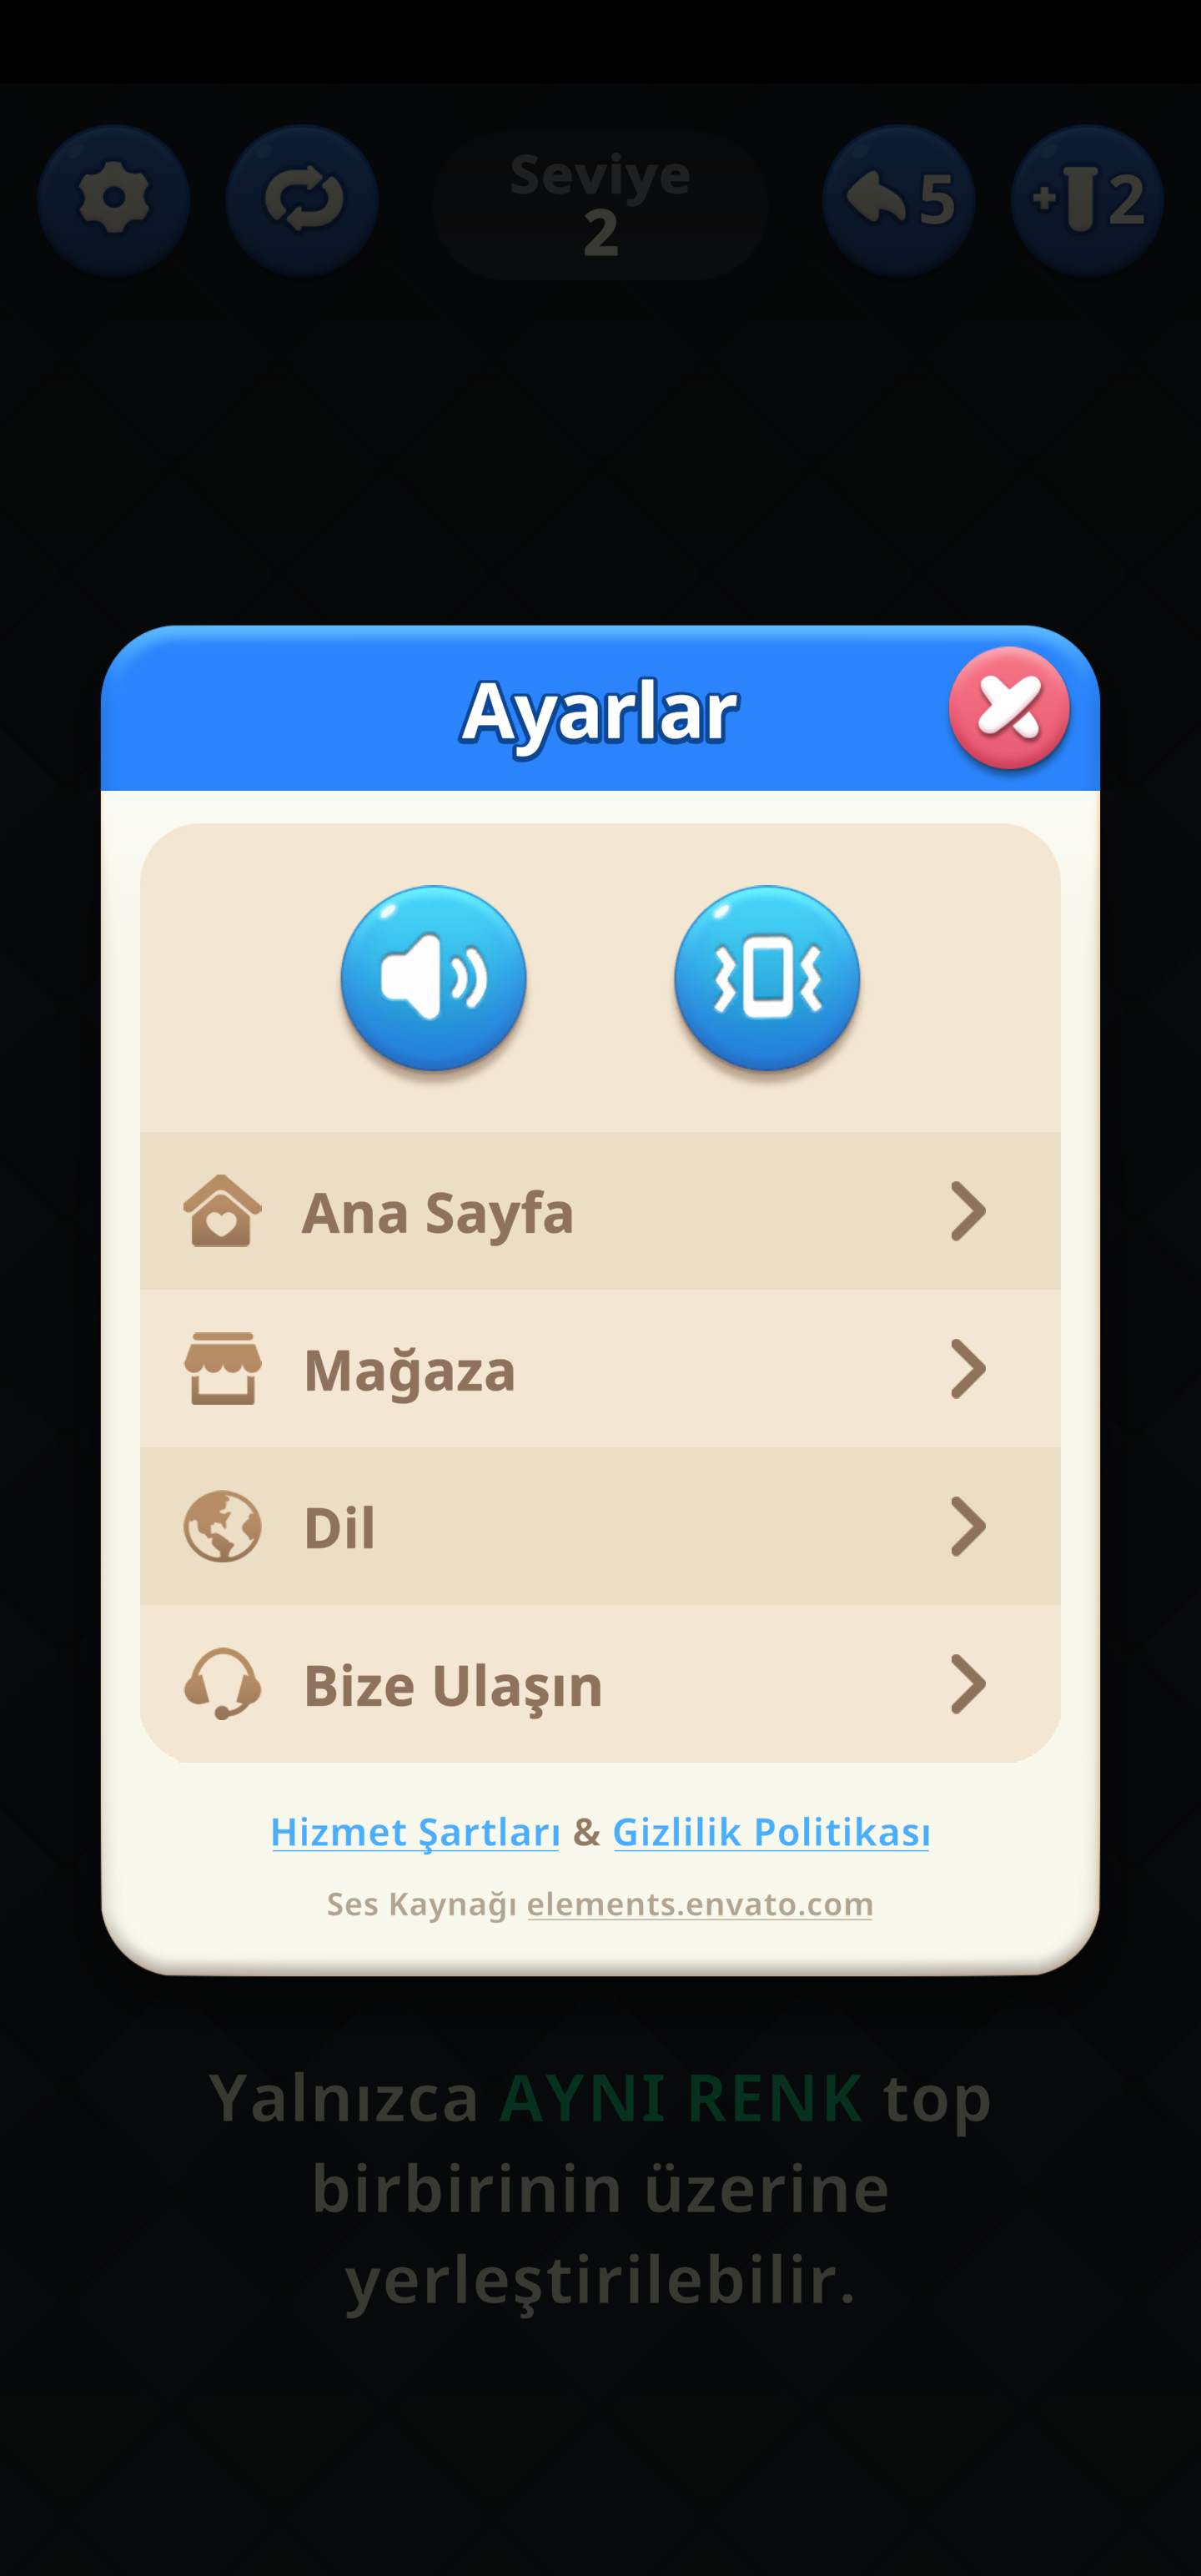 Seviye
2
5
+ 2
Ayarlar
Ana Sayfa
Mağaza
Dil
Bize Ulaşın
Hizmet Şartları & Gizlilik Politikası
Ses Kaynağı elements.envato.com
Yalnızca AYNI RENK top
birbirinin üzerine
yerleştirilebilir.